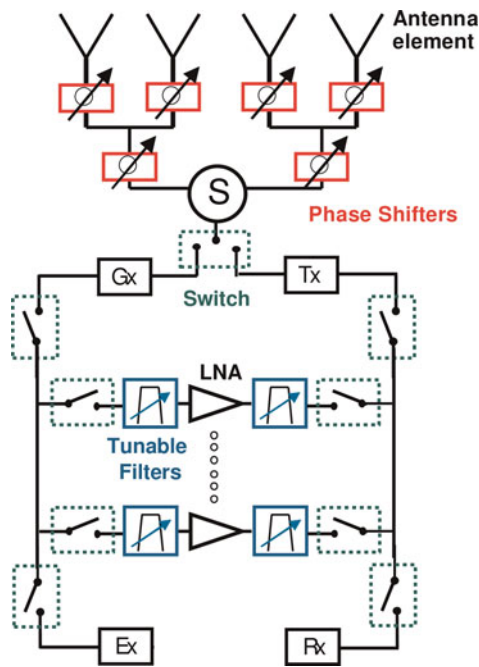 Antenna
element
S
Phase Shifters
Gx
Tx
Switch
LNA
Tunable
Filters
Ex
Rx